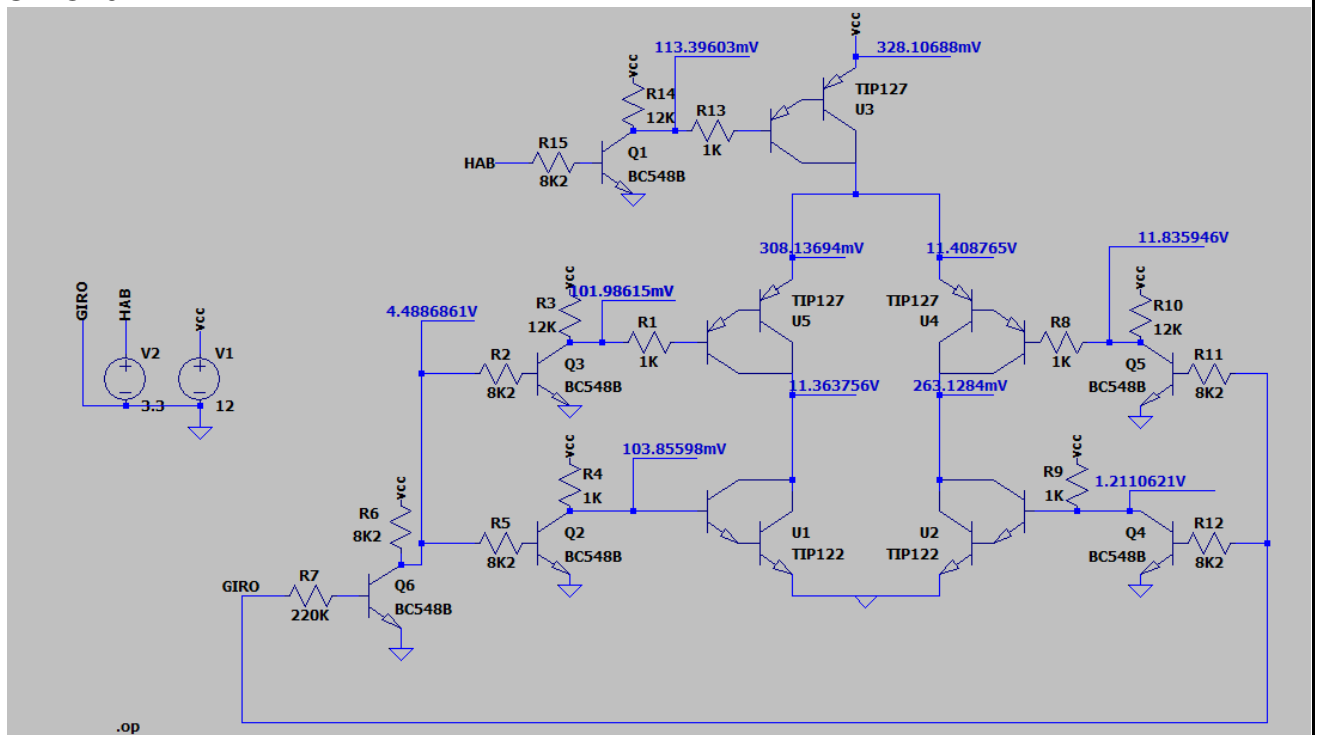 113.39603mV
vcc
328.10688mV
vcc
R14
12K
R13
1K
TIP127
U3
HAB
R15
8K2
Q1
BC548B
308.13694mV
11.408765V
11.835946V
GIRO
HAB
vcc
4.4886861V
vcc
101.98615mV
R3
12K
R1
1K
TIP127
U5
TIP127
U4
R8
1K
vcc
R10
12K
V2
3.3
V1
12
R2
8K2
Q3
BC548B
11.363756V
263.1284mV
Q5
BC548B
R11
8K2
vcc
103.85598mV
R4
1K
vcc
R9
1K
1.2110621V
vcc
R6
8K2
R5
8K2
Q2
BC548B
U1
TIP122
U2
TIP122
Q4
BC548B
R12
8K2
GIRO
R7
220K
Q6
BC548B
.op